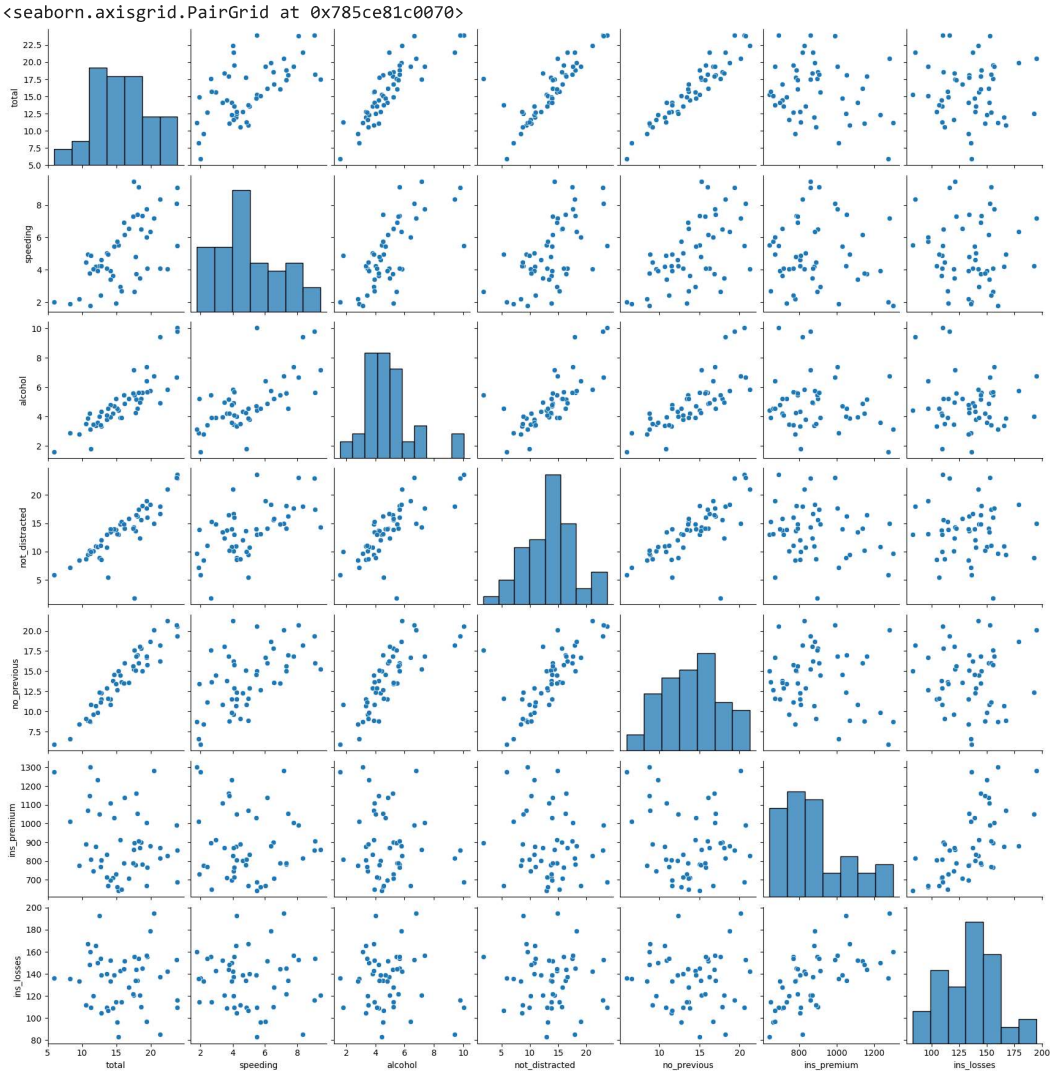 <seaborn.axisgrid.PairGrid at 0x785ce81c0070>
22.5
20.0
17.5
15.0
12.5
10.0
7.5
5.0
total
8
6
4
2
speeding
10
8
6
4
2
alcohol
20
15
10
5
not_distracted
20.0
17.5
15.0
12.5
10.0
7.5
no_previous
1300
1200
1100
1000
900
800
700
ins_premium
200
180
160
140
120
100
80
ins_losses
5 10 15 20
2 4 6 8
2 4 6 8 10
5 10 15 20
10 15 20
800 1000 1200
100 125 150 175 200
total speeding alcohol not_distracted no_previous ins_premium ins_losses